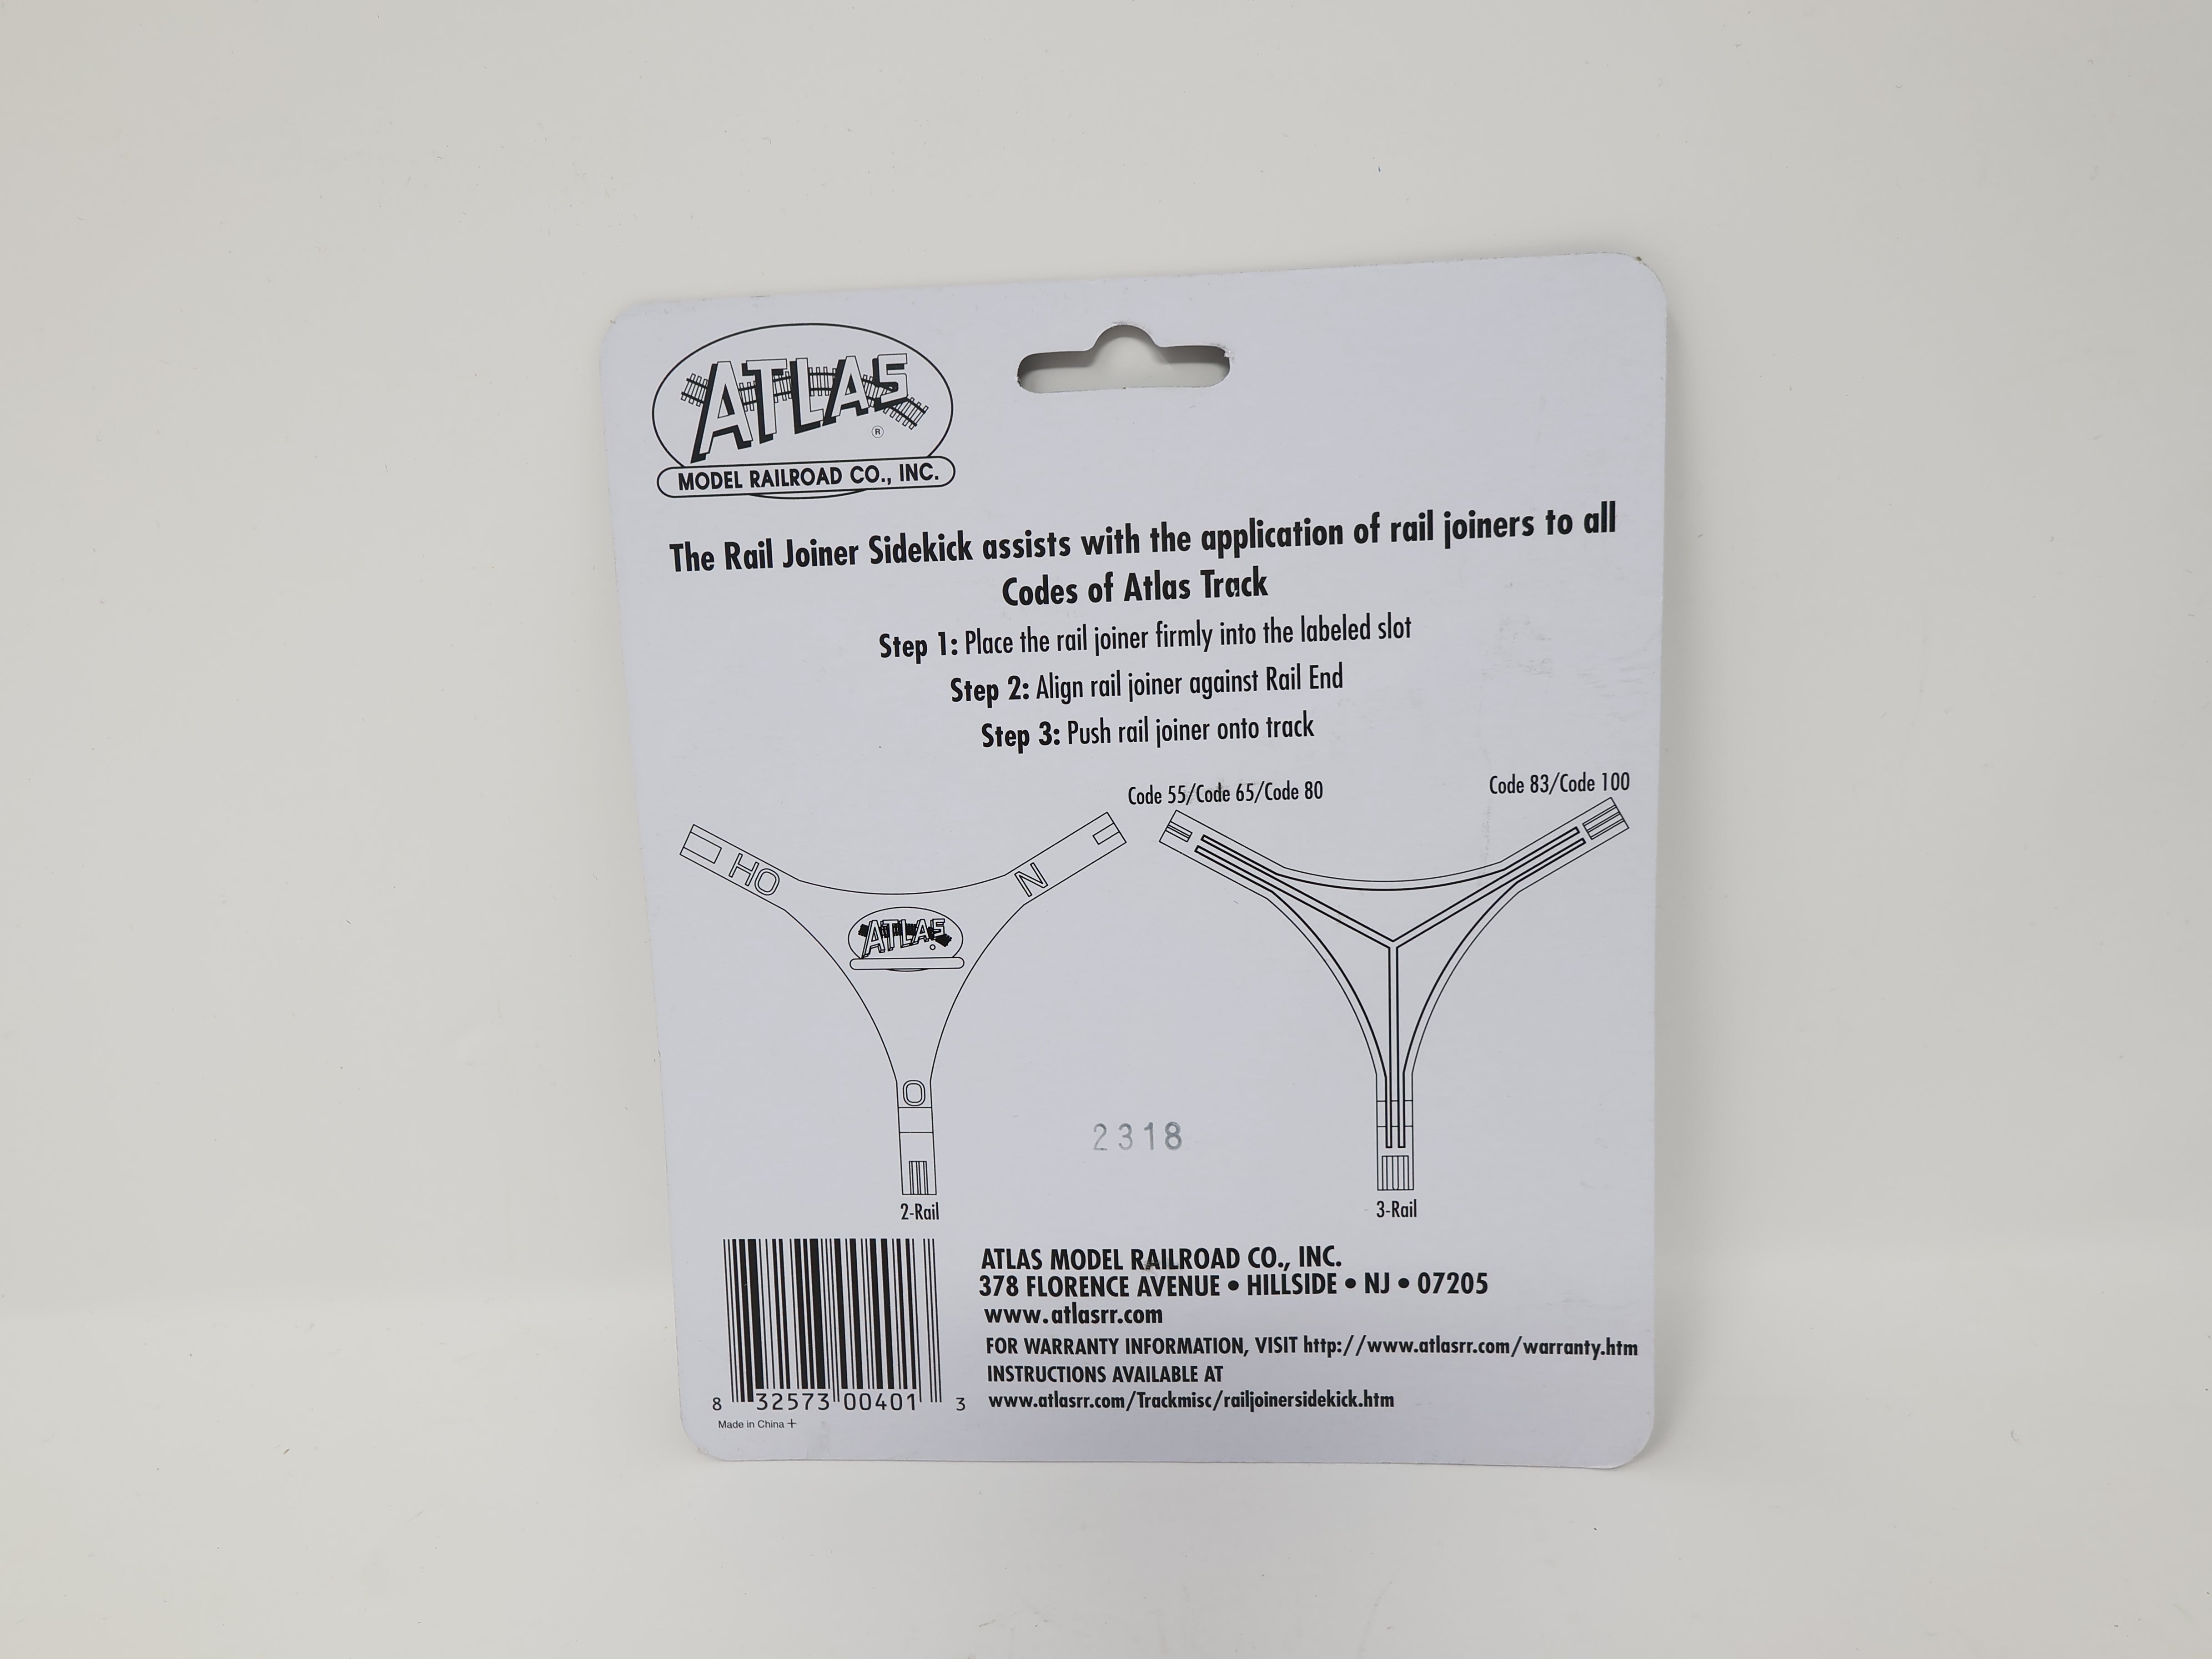 ATLAS
®
MODEL RAILROAD CO., INC.
The Rail Joiner Sidekick assists with the application of rail joiners to all
Codes of Atlas Track
Step 1: Place the rail joiner firmly into the labeled slot
Step 2: Align rail joiner against Rail End
Step 3: Push rail joiner onto track
Code 55/Code 65/Code 80
Code 83/Code 100
HO
N
ATLAS
O
2318
2-Rail
3-Rail
ATLAS MODEL RAILROAD CO., INC.
378 FLORENCE AVENUE • HILLSIDE • NJ • 07205
www.atlasrr.com
FOR WARRANTY INFORMATION, VISIT http://www.atlasrr.com/warranty.htm
INSTRUCTIONS AVAILABLE AT
www.atlasrr.com/Trackmisc/railjoinersidekick.htm
8 32573 00401 3
Made in China +